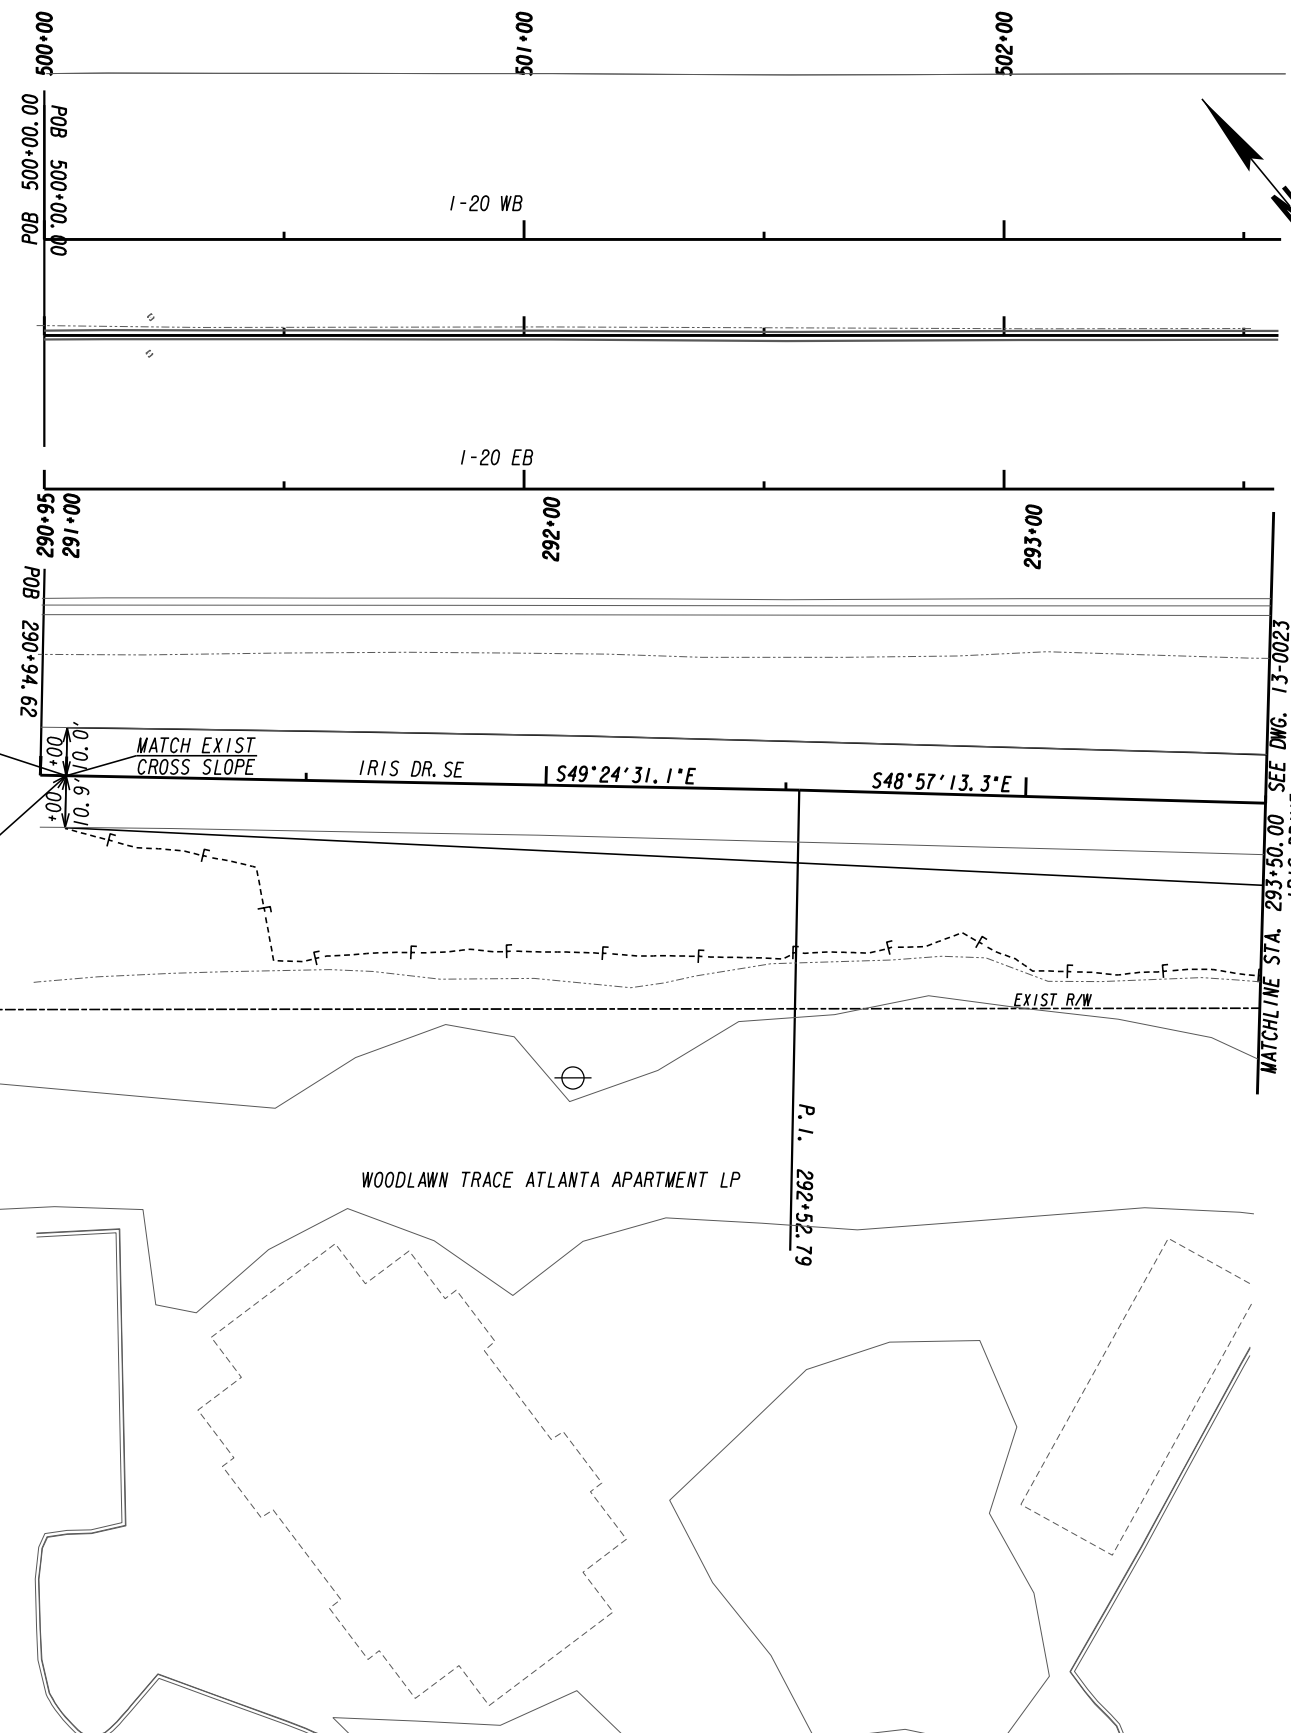 500+00
501+00
502+00
POB 500+00.00
POB 500+00.00
N
I-20 WB
I-20 EB
290+95
291+00
292+00
293+00
POB 290+94.62
10.0'
+00
10.6'
+00
MATCH EXIST
CROSS SLOPE
IRIS DR. SE
S49°24'31.1"E
S48°57'13.3"E
MATCHLINE STA. 293+50.00 SEE DWG. 13-0023
F
F
F
F
F
F
F
F
F
F
F
F
F
EXIST R/W
P.I. 292+52.79
WOODLAWN TRACE ATLANTA APARTMENT LP